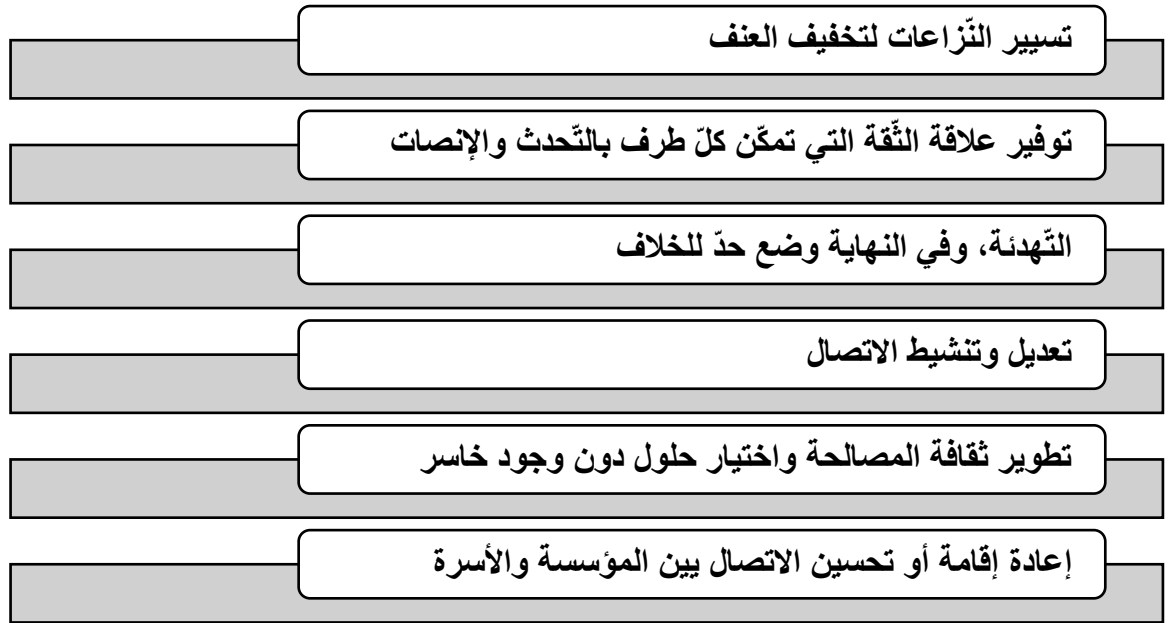 تسيير النّزاعات لتخفيف العنف
توفير علاقة الثّقة التي تمكّن كلّ طرف بالتّحدث والإنصات
التّهدئة، وفي النهاية وضع حدّ للخلاف
تعديل وتنشيط الاتصال
تطوير ثقافة المصالحة واختيار حلول دون وجود خاسر
إعادة إقامة أو تحسين الاتصال بين المؤسسة والأسرة